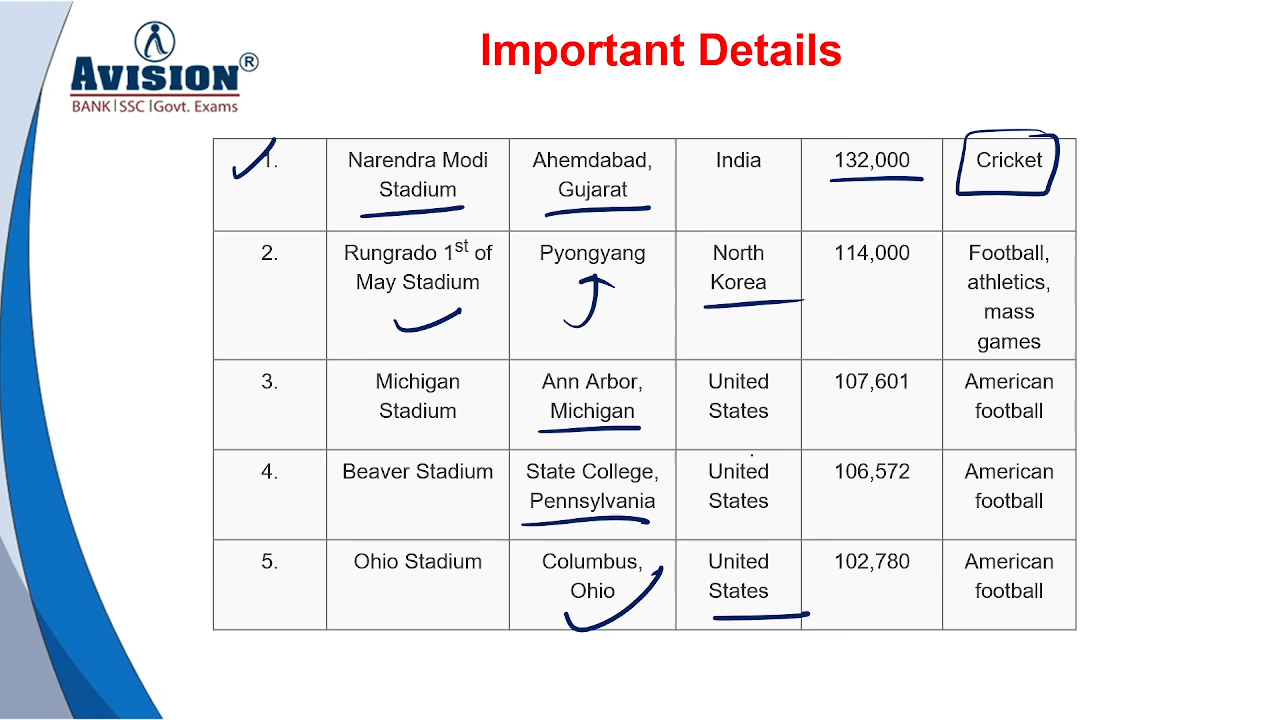 Important Details
AVISION®
BANK|SSC|Govt. Exams
1. Narendra Modi Ahemdabad, India 132,000 Cricket
Stadium Gujarat
2. Rungrado 1st of Pyongyang North 114,000 Football,
May Stadium Korea athletics,
mass
games
3. Michigan Ann Arbor, United 107,601 American
Stadium Michigan States football
4. Beaver Stadium State College, United 106,572 American
Pennsylvania States football
5. Ohio Stadium Columbus, United 102,780 American
Ohio States football